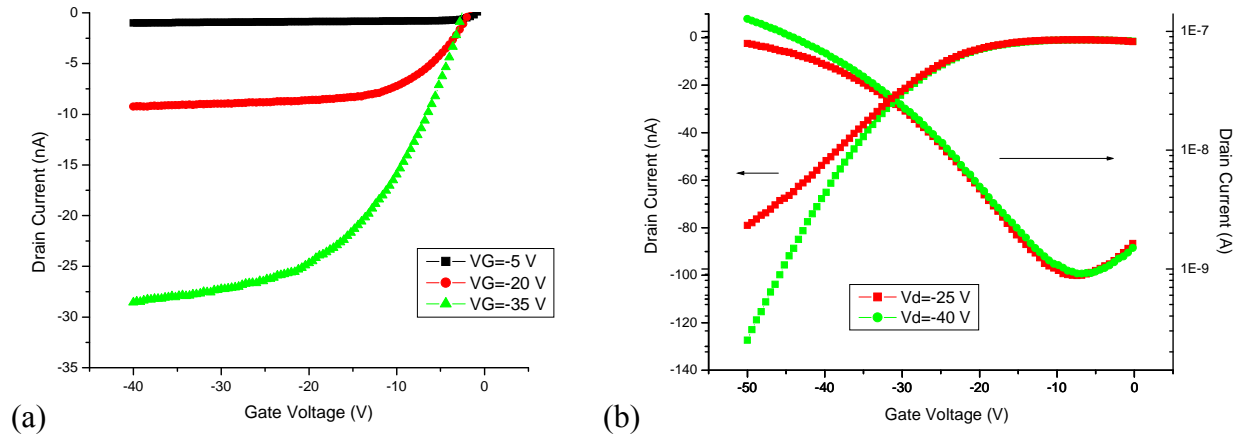 0
-5
-10
-15
-20
-25
-30
-35
Drain Current (nA)
-40
-30
-20
-10
0
Gate Voltage (V)
VG=-5 V
VG=-20 V
VG=-35 V
(a)
0
-20
-40
-60
-80
-100
-120
-140
Drain Current (nA)
-50
-40
-30
-20
-10
0
Gate Voltage (V)
Vd=-25 V
Vd=-40 V
1E-7
1E-8
1E-9
Drain Current (A)
(b)